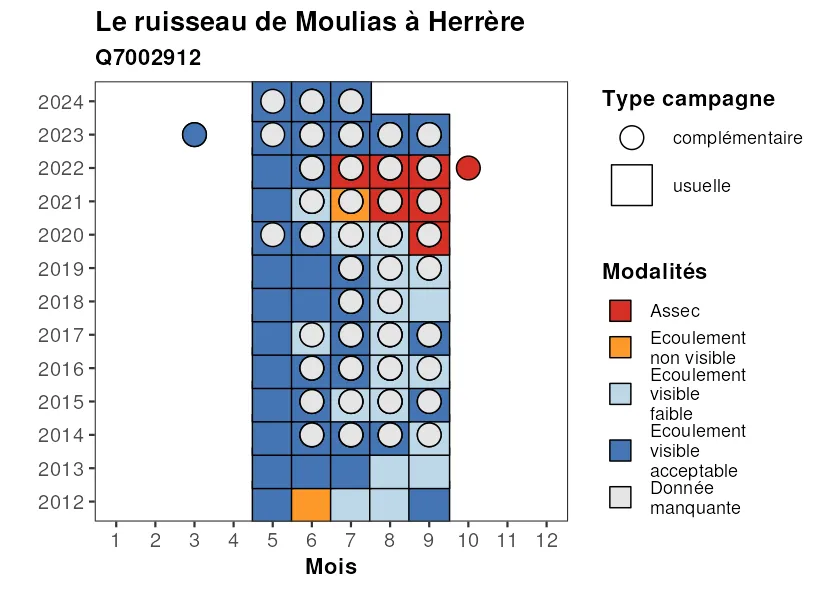 Le ruisseau de Moulias à Herrère
Q7002912
2024
2023
2022
2021
2020
2019
2018
2017
2016
2015
2014
2013
2012
1 2 3 4 5 6 7 8 9 10 11 12
Mois
Type campagne
complémentaire
usuelle
Modalités
Assec
Ecoulement
non visible
Ecoulement
visible
faible
Ecoulement
visible
acceptable
Donnée
manquante